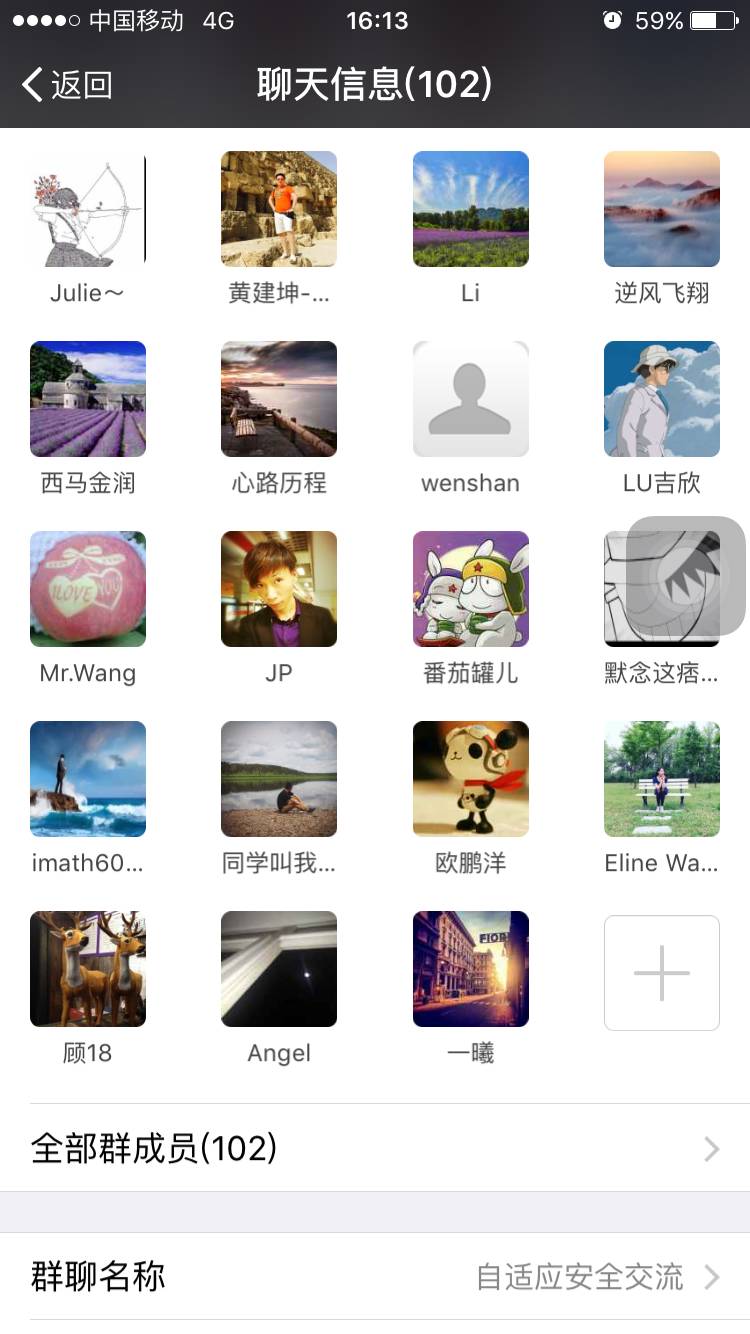 中国移动 4G 16:13 59%
返回 聊天信息(102)
Julie～ 黄建坤-... Li 逆风飞翔
西马金润 心路历程 wenshan LU吉欣
I LOVE YOU
Mr.Wang JP 番茄罐儿 默念这痞...
imath60... 同学叫我... 欧鹏洋 Eline Wa...
FIOR
顾18 Angel 一曦
全部群成员(102)
群聊名称 自适应安全交流